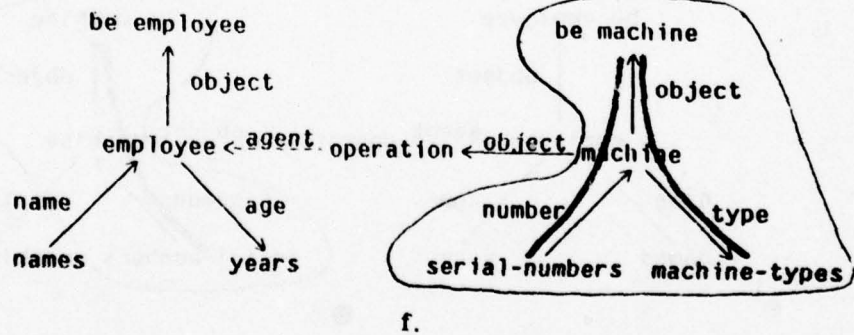 be employee be machine
object object
employee agent operation object machine
name age number type
names years serial-numbers machine-types
f.